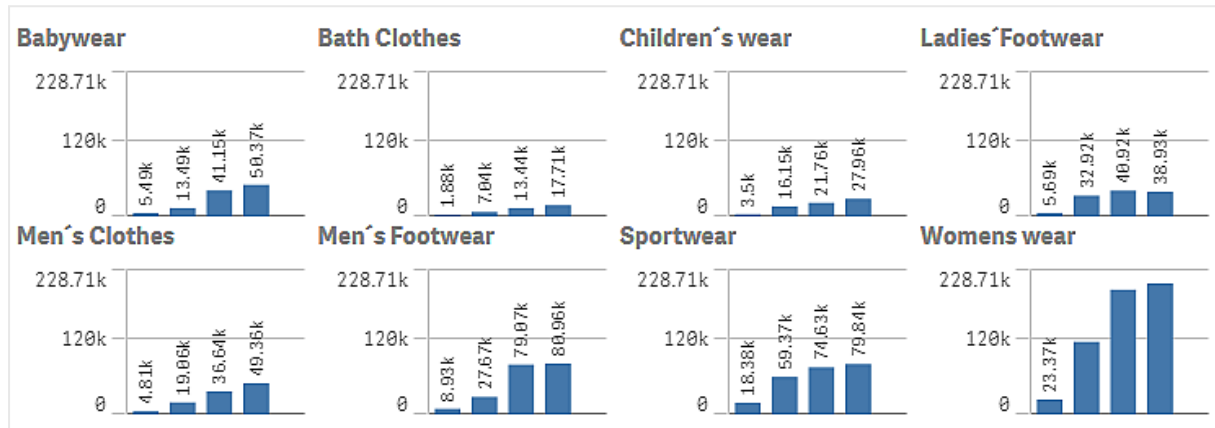 Babywear
228.71k
120k
0
5.49k
13.49k
41.15k
50.37k
Bath Clothes
228.71k
120k
0
1.88k
7.04k
13.44k
17.71k
Children´s wear
228.71k
120k
0
3.5k
16.15k
21.76k
27.96k
Ladies´Footwear
228.71k
120k
0
5.69k
32.92k
40.92k
38.93k
Men´s Clothes
228.71k
120k
0
4.81k
19.06k
36.64k
49.36k
Men´s Footwear
228.71k
120k
0
8.93k
27.67k
79.07k
80.96k
Sportwear
228.71k
120k
0
18.38k
59.37k
74.63k
79.84k
Womens wear
228.71k
120k
0
23.37k